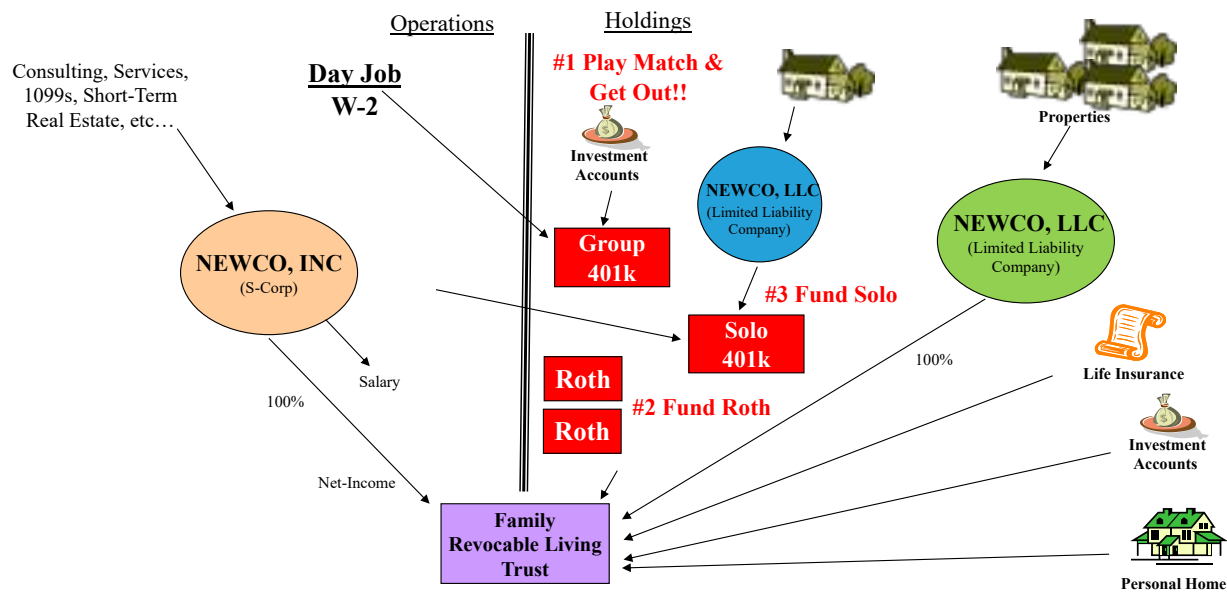 Operations
Holdings
Consulting, Services,
1099s, Short-Term
Real Estate, etc…
Day Job
W-2
#1 Play Match &
Get Out!!
Investment
Accounts
Properties
NEWCO, LLC
(Limited Liability
Company)
NEWCO, LLC
(Limited Liability
Company)
NEWCO, INC
(S-Corp)
Group
401k
#3 Fund Solo
Solo
401k
Salary
100%
Roth
Roth
#2 Fund Roth
100%
Life Insurance
Investment
Accounts
Net-Income
Family
Revocable Living
Trust
Personal Home